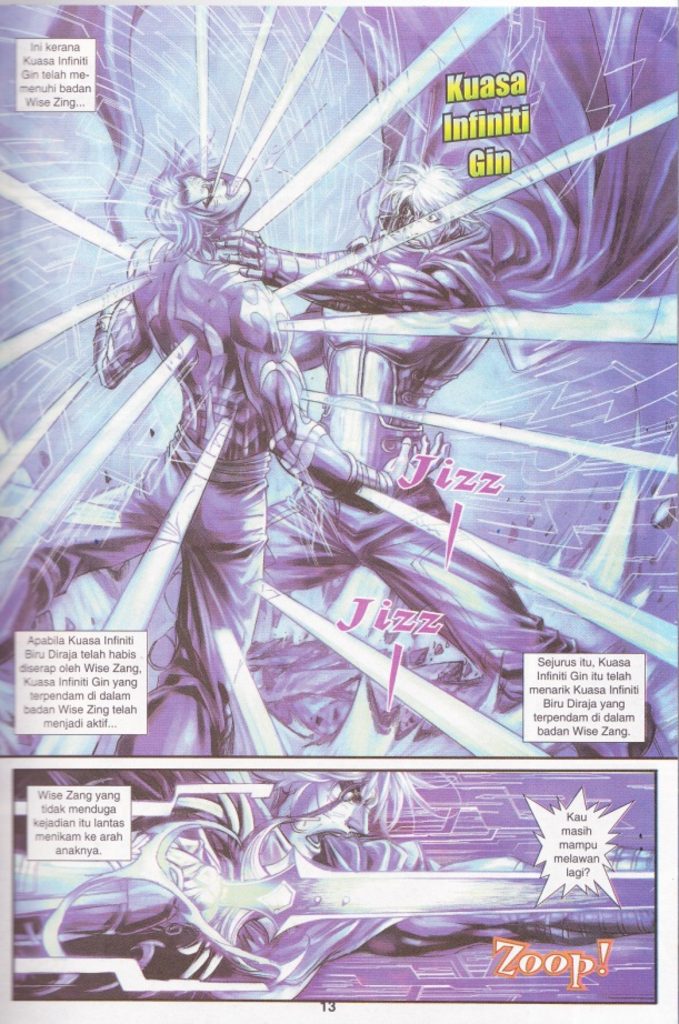 Ini kerana
Kuasa Infiniti
Gin telah me-
menuhi badan
Wise Zing...
Kuasa
Infiniti
Gin
Jizz
Jizz
Apabila Kuasa Infiniti
Biru Diraja telah habis
diserap oleh Wise Zang,
Kuasa Infiniti Gin yang
terpendam di dalam
badan Wise Zing telah
menjadi aktif...
Sejurus itu, Kuasa
Infiniti Gin itu telah
menarik Kuasa Infiniti
Biru Diraja yang
terpendam di dalam
badan Wise Zang.
Wise Zang yang
tidak menduga
kejadian itu lantas
menikam ke arah
anaknya.
Kau
masih
mampu
melawan
lagi?
Zoop!
13